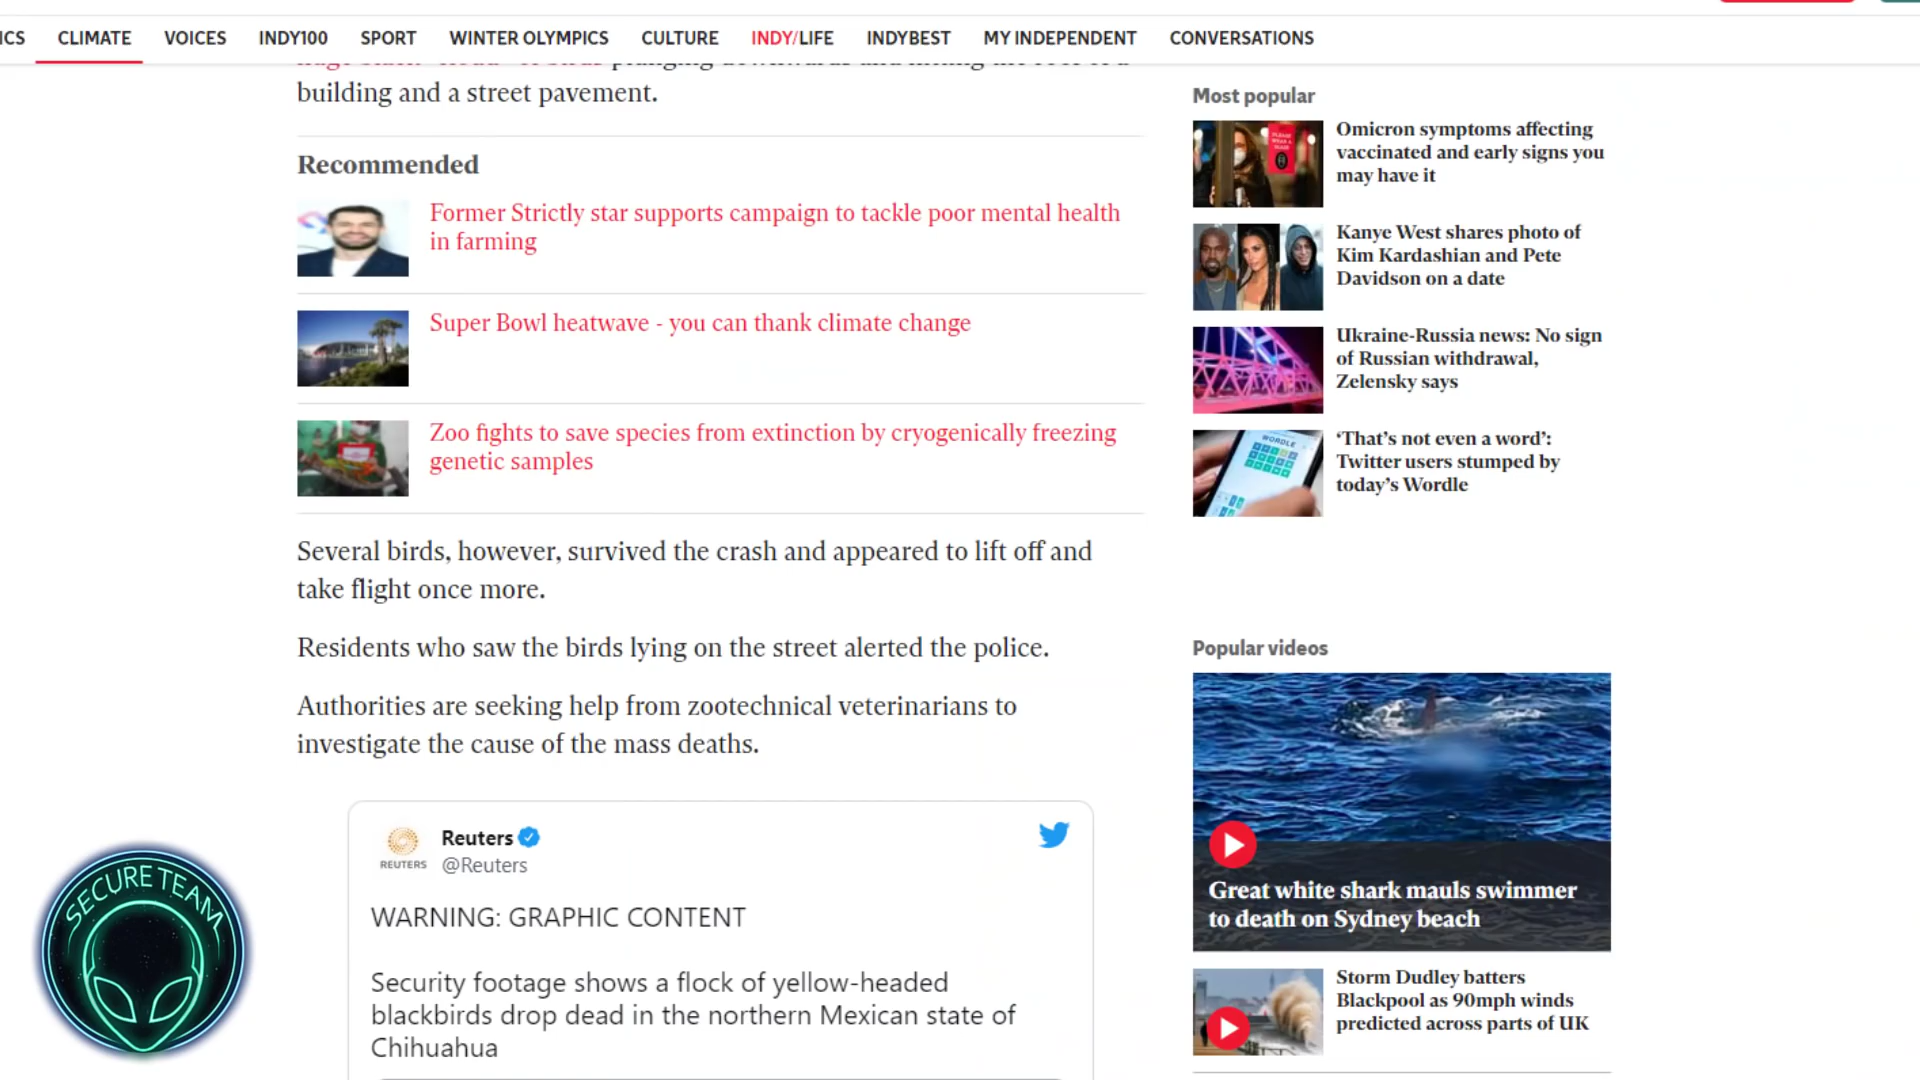 ICS CLIMATE VOICES INDY100 SPORT WINTER OLYMPICS CULTURE INDY/LIFE INDYBEST MY INDEPENDENT CONVERSATIONS
building and a street pavement.
Recommended
Former Strictly star supports campaign to tackle poor mental health
in farming
Super Bowl heatwave - you can thank climate change
Zoo fights to save species from extinction by cryogenically freezing
genetic samples
Several birds, however, survived the crash and appeared to lift off and
take flight once more.
Residents who saw the birds lying on the street alerted the police.
Authorities are seeking help from zootechnical veterinarians to
investigate the cause of the mass deaths.
Reuters
REUTERS
@Reuters
WARNING: GRAPHIC CONTENT
Security footage shows a flock of yellow-headed
blackbirds drop dead in the northern Mexican state of
Chihuahua
SECURETEAM
Most popular
Omicron symptoms affecting
vaccinated and early signs you
may have it
Kanye West shares photo of
Kim Kardashian and Pete
Davidson on a date
Ukraine-Russia news: No sign
of Russian withdrawal,
Zelensky says
WORDLE
‘That’s not even a word’:
Twitter users stumped by
today’s Wordle
Popular videos
Great white shark mauls swimmer
to death on Sydney beach
Storm Dudley batters
Blackpool as 90mph winds
predicted across parts of UK